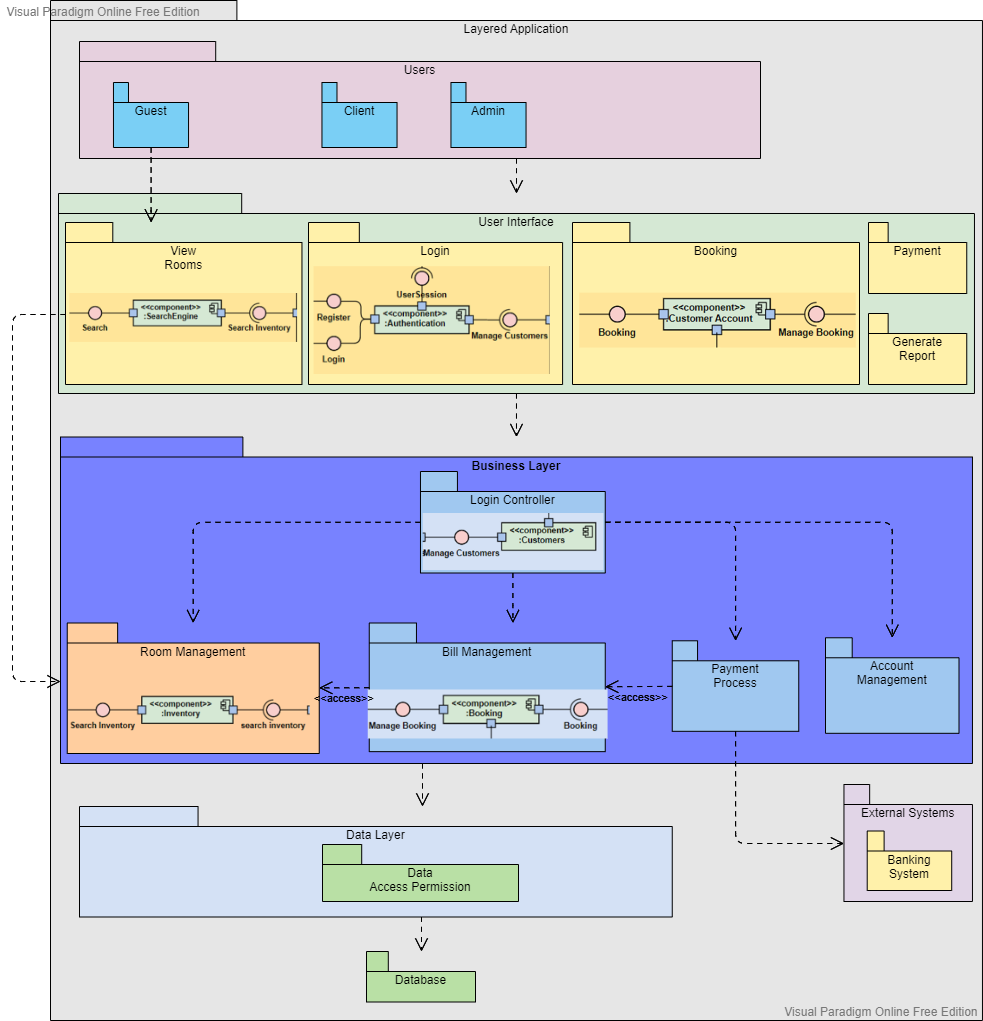 Visual Paradigm Online Free Edition
Layered Application
Users
Guest
Client
Admin
User Interface
View
Rooms
<<component>>
:SearchEngine
Search
Search Inventory
Login
UserSession
Register
<<component>>
:Authentication
Manage Customers
Login
Booking
<<component>>
:Customer Account
Booking
Manage Booking
Payment
Generate
Report
Business Layer
Login Controller
<<component>>
:Customers
Manage Customers
Room Management
<<component>>
:Inventory
Search Inventory
search inventory
<<access>>
Bill Management
<<component>>
:Booking
Manage Booking
Booking
<<access>>
Payment
Process
Account
Management
Data Layer
Data
Access Permission
External Systems
Banking
System
Database
Visual Paradigm Online Free Edition